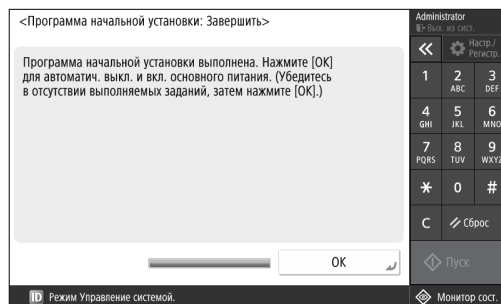 <Программа начальной установки: Завершить>
Программа начальной установки выполнена. Нажмите [OK]
для автоматич. выкл. и вкл. основного питания. (Убедитесь
в отсутствии выполняемых заданий, затем нажмите [OK].)
OK
ID Режим Управление системой.
Administrator
Вых. из сист.
Настр./
Регистр.
1 2 3
ABC DEF
4 5 6
GHI JKL MNO
7 8 9
PQRS TUV WXYZ
* 0 #
C Сброс
Пуск
Монитор сост.